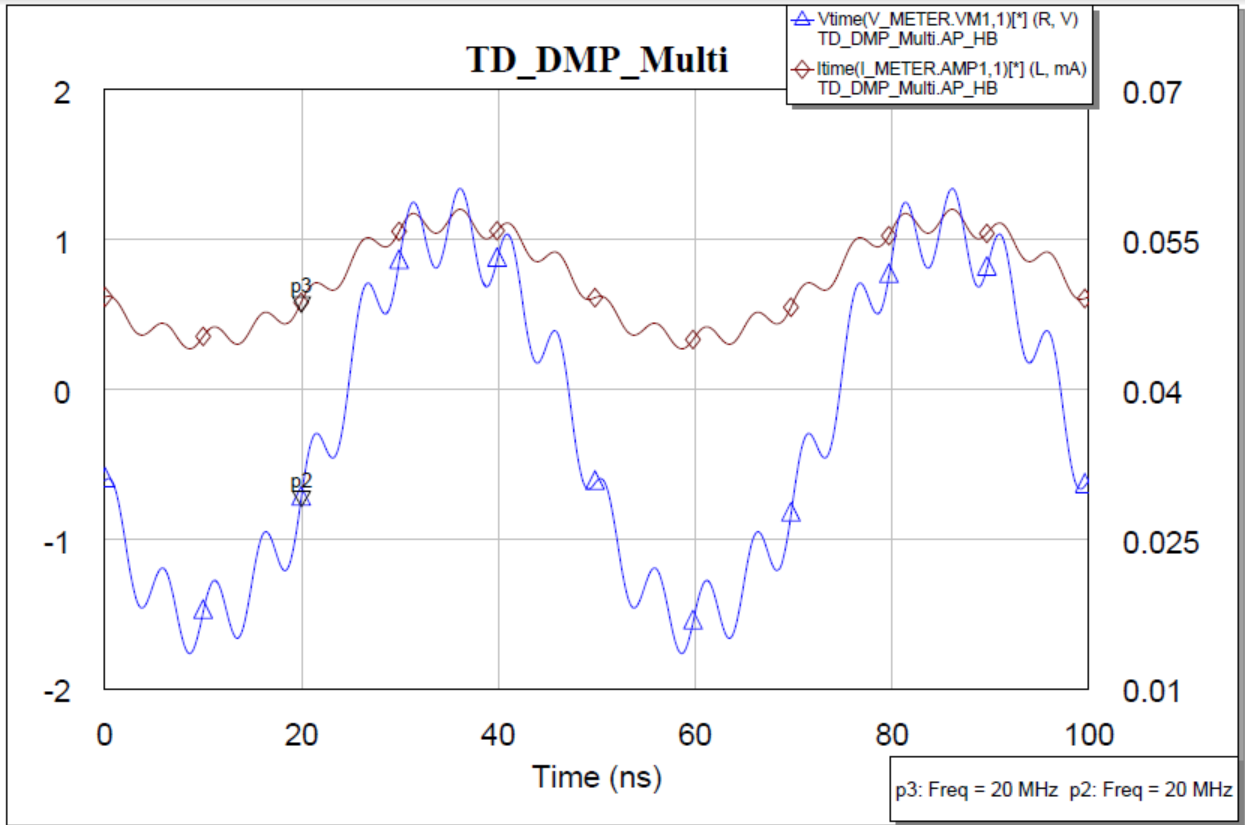 Vtime(V_METER.VM1,1)[*] (R, V)
TD_DMP_Multi.AP_HB
Itime(I_METER.AMP1,1)[*] (L, mA)
TD_DMP_Multi.AP_HB
TD_DMP_Multi
2
1
0
-1
-2
0.07
0.055
0.04
0.025
0.01
p3
p2
0 20 40 60 80 100
Time (ns)
p3: Freq = 20 MHz p2: Freq = 20 MHz